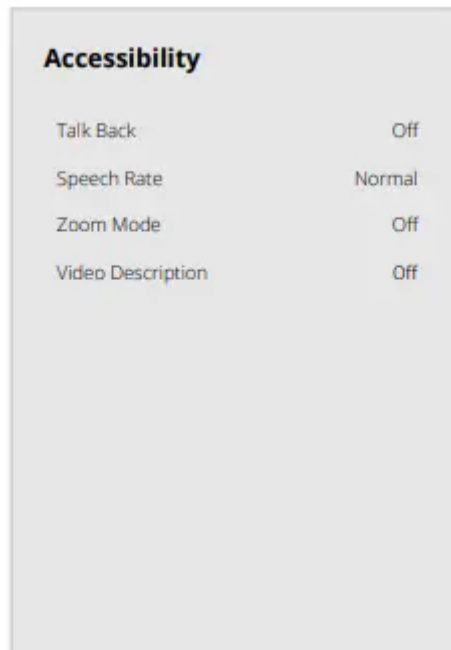 Accessibility
Talk Back Off
Speech Rate Normal
Zoom Mode Off
Video Description Off